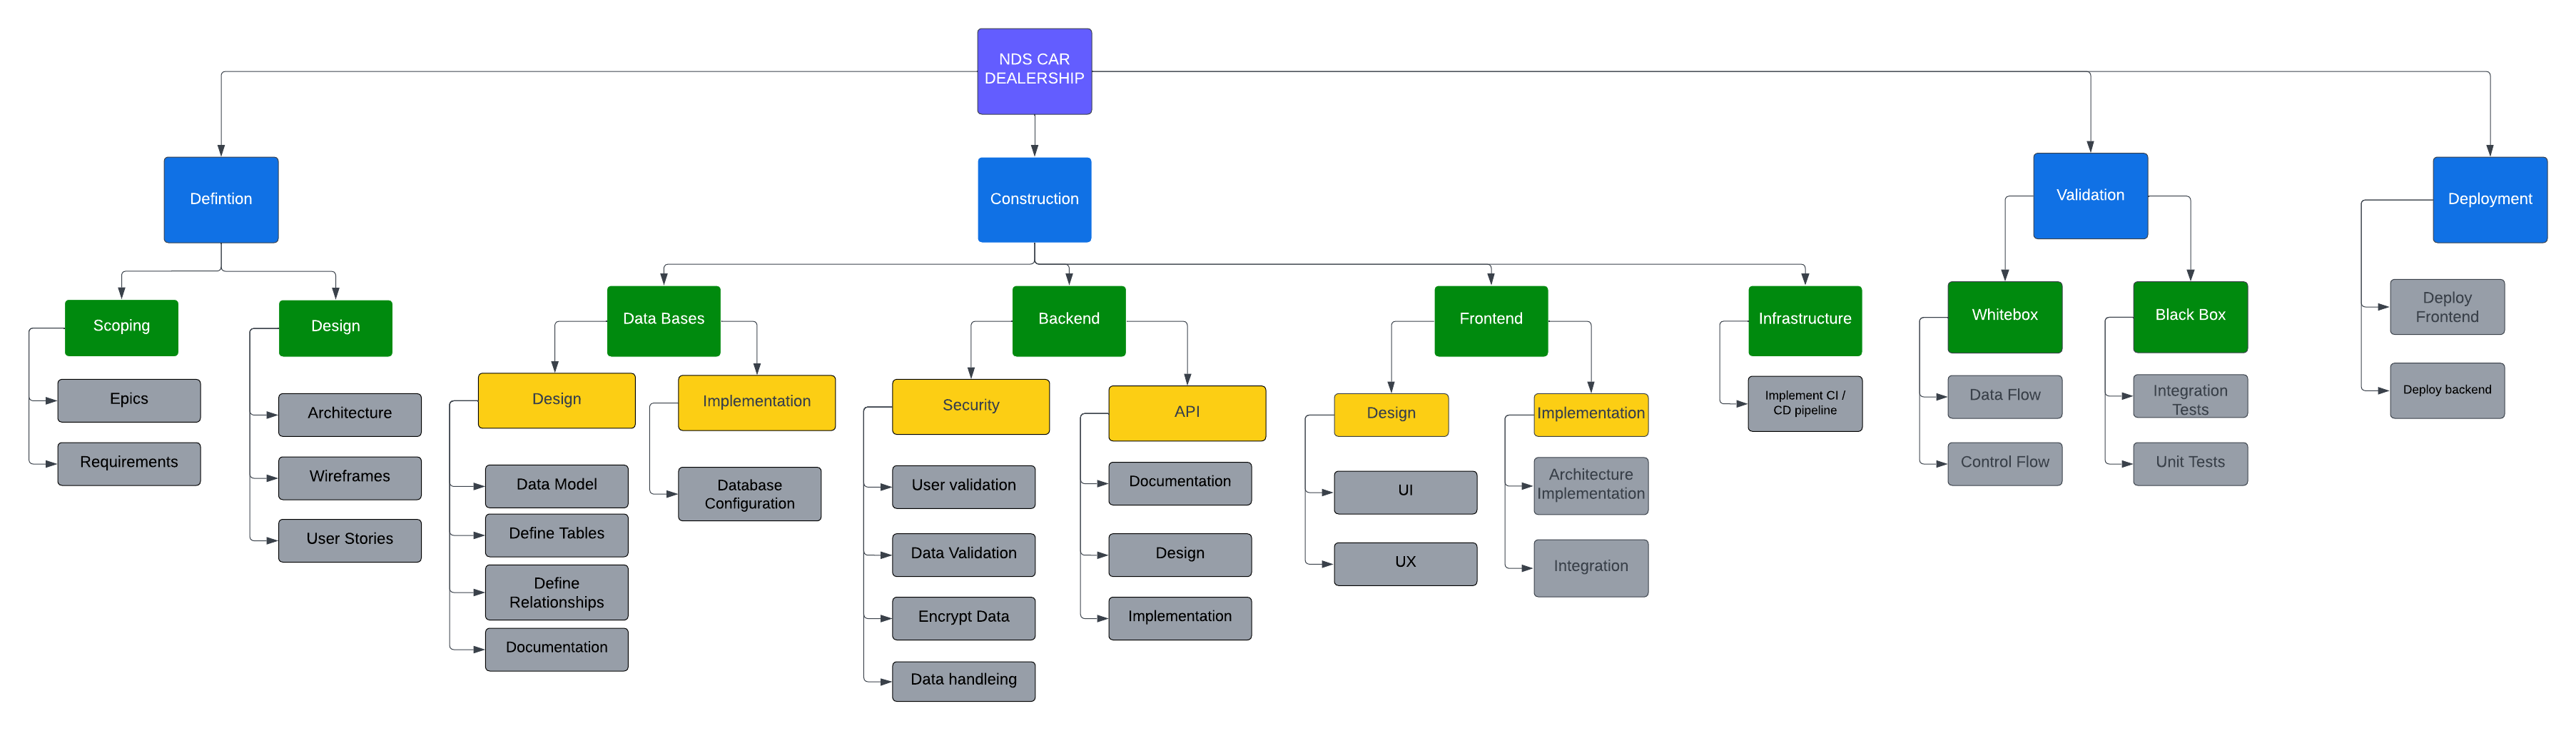 NDS CAR
DEALERSHIP
Defintion
Construction
Validation
Deployment
Scoping
Design
Data Bases
Backend
Frontend
Infrastructure
Whitebox
Black Box
Epics
Requirements
Architecture
Wireframes
User Stories
Design
Data Model
Define Tables
Define
Relationships
Documentation
Implementation
Database
Configuration
Security
User validation
Data Validation
Encrypt Data
Data handleing
API
Documentation
Design
Implementation
Design
UI
UX
Implementation
Architecture
Implementation
Integration
Implement CI /
CD pipeline
Data Flow
Control Flow
Integration
Tests
Unit Tests
Deploy
Frontend
Deploy backend